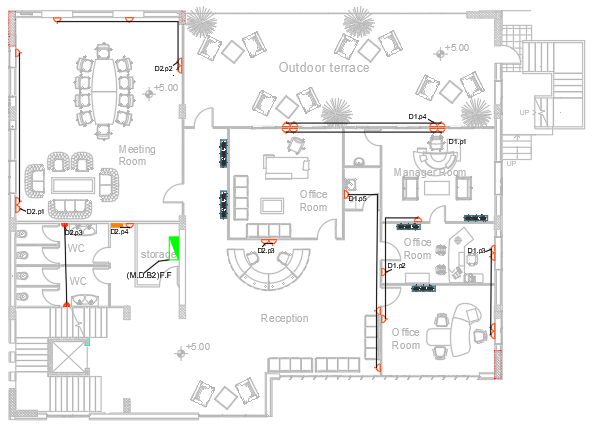 +5.00
D2.p2
Outdoor terrace
+5.00
UP
D1.p4
UP
Meeting
Room
D1.p1
Manager Room
D2.p1
Office
Room
D1.p5
D2.p3
WC
D2.p4
storage
(M.D.B2)F.F
D2.p3
Office
Room
D1.p3
D1.p2
WC
Reception
Office
Room
+5.00